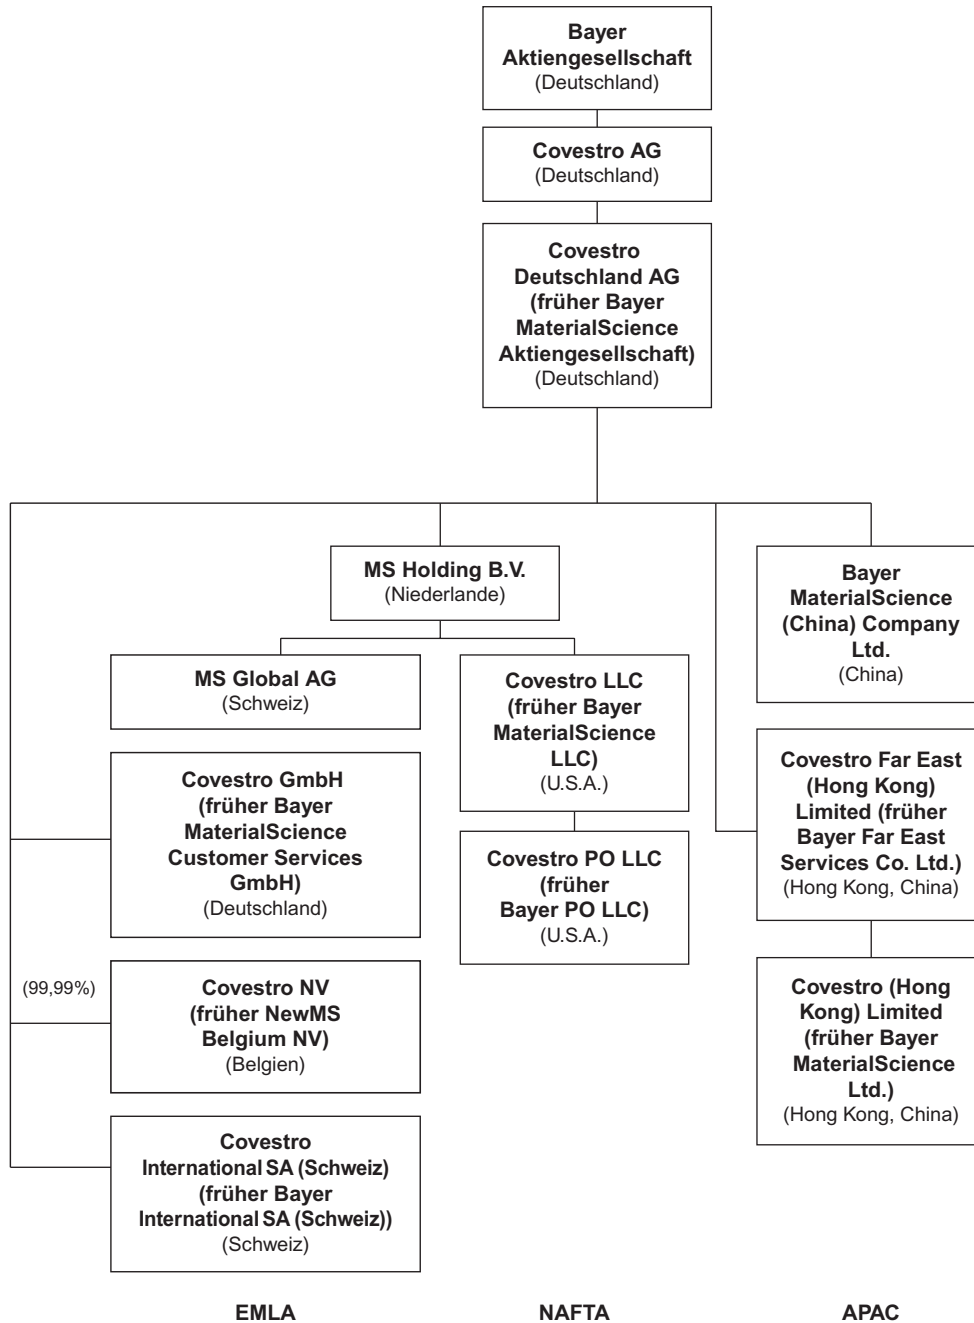 Bayer
Aktiengesellschaft
(Deutschland)
Covestro AG
(Deutschland)
Covestro
Deutschland AG
(früher Bayer
MaterialScience
Aktiengesellschaft)
(Deutschland)
MS Holding B.V.
(Niederlande)
MS Global AG
(Schweiz)
Covestro GmbH
(früher Bayer
MaterialScience
Customer Services
GmbH)
(Deutschland)
(99,99%)
Covestro NV
(früher NewMS
Belgium NV)
(Belgien)
Covestro
International SA (Schweiz)
(früher Bayer
International SA (Schweiz))
(Schweiz)
Covestro LLC
(früher Bayer
MaterialScience
LLC)
(U.S.A.)
Covestro PO LLC
(früher
Bayer PO LLC)
(U.S.A.)
Bayer
MaterialScience
(China) Company
Ltd.
(China)
Covestro Far East
(Hong Kong)
Limited (früher
Bayer Far East
Services Co. Ltd.)
(Hong Kong, China)
Covestro (Hong
Kong) Limited
(früher Bayer
MaterialScience
Ltd.)
(Hong Kong, China)
EMLA
NAFTA
APAC